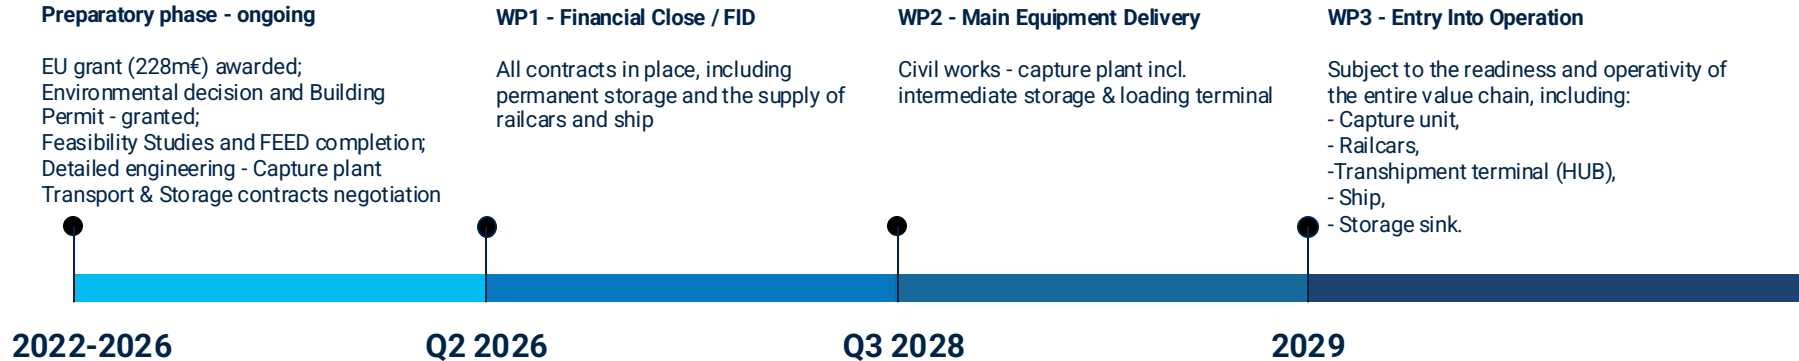 Preparatory phase - ongoing
EU grant (228m€) awarded;
Environmental decision and Building
Permit - granted;
Feasibility Studies and FEED completion;
Detailed engineering - Capture plant
Transport & Storage contracts negotiation
WP1 - Financial Close / FID
All contracts in place, including
permanent storage and the supply of
railcars and ship
WP2 - Main Equipment Delivery
Civil works - capture plant incl.
intermediate storage & loading terminal
WP3 - Entry Into Operation
Subject to the readiness and operativity of
the entire value chain, including:
- Capture unit,
- Railcars,
-Transhipment terminal (HUB),
- Ship,
- Storage sink.
2022-2026
Q2 2026
Q3 2028
2029